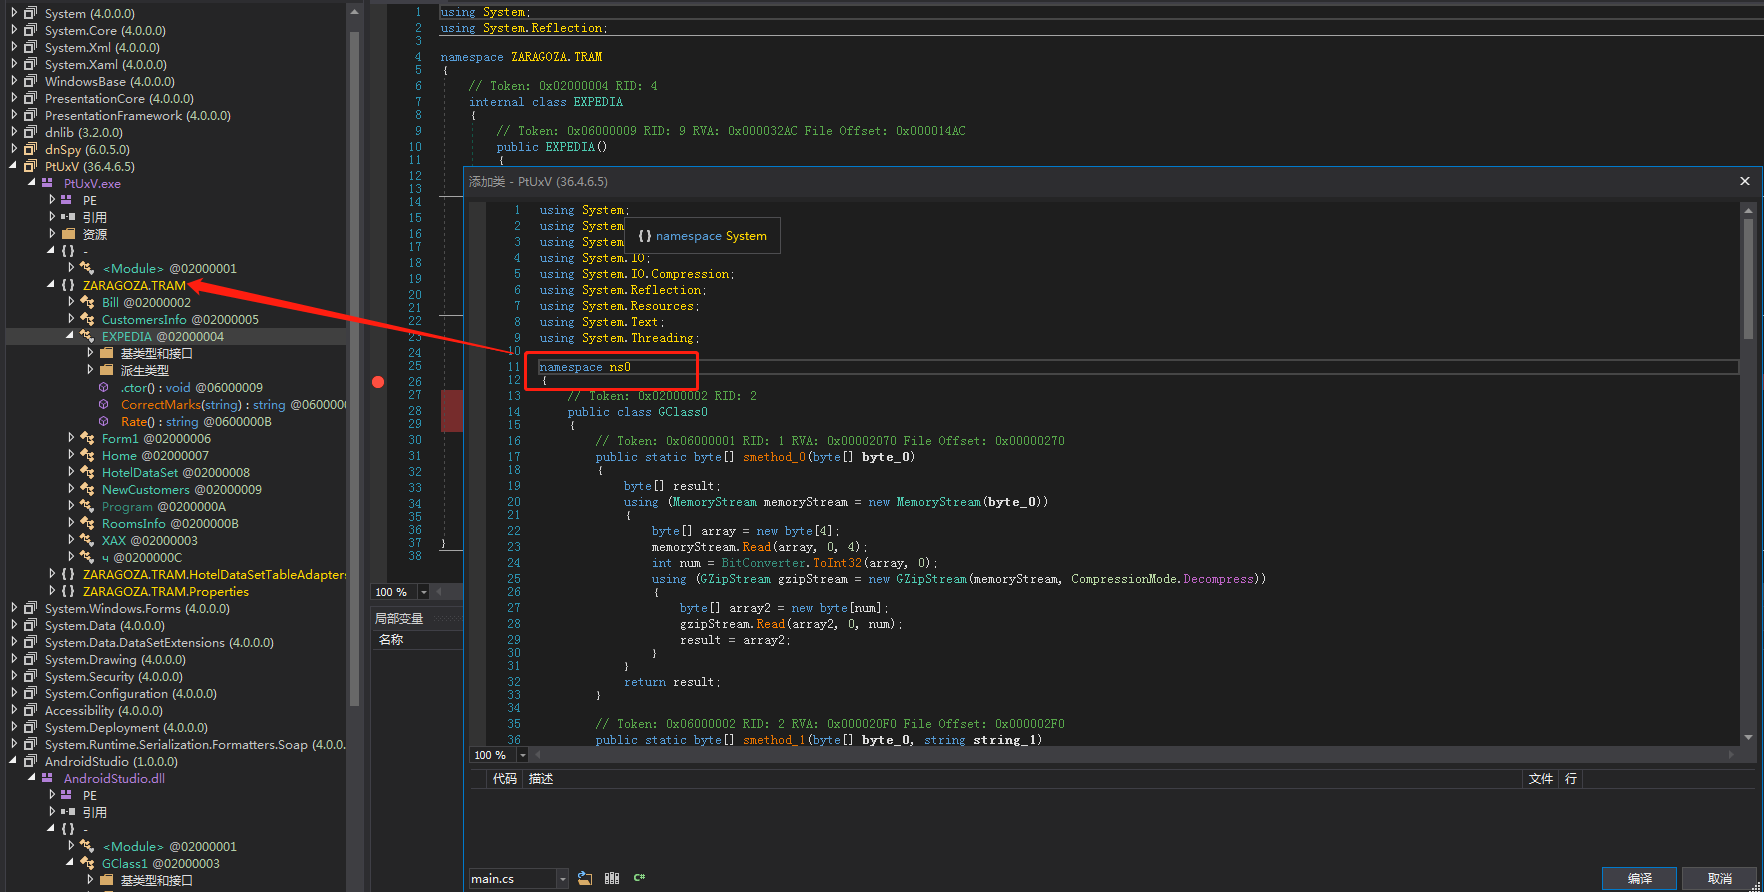 System (4.0.0.0)
System.Core (4.0.0.0)
System.Xml (4.0.0.0)
System.Xaml (4.0.0.0)
WindowsBase (4.0.0.0)
PresentationCore (4.0.0.0)
PresentationFramework (4.0.0.0)
dnlib (3.2.0.0)
dnSpy (6.0.5.0)
PtUxV (36.4.6.5)
PtUxV.exe
PE
引用
资源
{ } -
<Module> @02000001
{ } ZARAGOZA.TRAM
Bill @02000002
CustomersInfo @02000005
EXPEDIA @02000004
基类型和接口
派生类型
.ctor() : void @06000009
CorrectMarks(string) : string @060000
Rate() : string @0600000B
Form1 @02000006
Home @02000007
HotelDataSet @02000008
NewCustomers @02000009
Program @0200000A
RoomsInfo @0200000B
XAX @02000003
ч @0200000C
{ } ZARAGOZA.TRAM.HotelDataSetTableAdapters
{ } ZARAGOZA.TRAM.Properties
System.Windows.Forms (4.0.0.0)
System.Data (4.0.0.0)
System.Data.DataSetExtensions (4.0.0.0)
System.Drawing (4.0.0.0)
System.Security (4.0.0.0)
System.Configuration (4.0.0.0)
Accessibility (4.0.0.0)
System.Deployment (4.0.0.0)
System.Runtime.Serialization.Formatters.Soap (4.0.0.
AndroidStudio (1.0.0.0)
AndroidStudio.dll
PE
引用
{ } -
<Module> @02000001
GClass1 @02000003
基类型和接口
1 using System;
2 using System.Reflection;
3
4 namespace ZARAGOZA.TRAM
5 {
6 // Token: 0x02000004 RID: 4
7 internal class EXPEDIA
8 {
9 // Token: 0x06000009 RID: 9 RVA: 0x000032AC File Offset: 0x000014AC
10 public EXPEDIA()
11 {
12
13
14
15
16
17
18
19
20
21
22
23
24
25
26
27
28
29
30
31
32
33
34
35
36
37 }
38
100 %
局部变量
名称
添加类 - PtUxV (36.4.6.5)
1 using System;
2 using System
3 using System
{ } namespace System
4 using System.IO;
5 using System.IO.Compression;
6 using System.Reflection;
7 using System.Resources;
8 using System.Text;
9 using System.Threading;
10
11 namespace ns0
12 {
13 // Token: 0x02000002 RID: 2
14 public class GClass0
15 {
16 // Token: 0x06000001 RID: 1 RVA: 0x00002070 File Offset: 0x00000270
17 public static byte[] smethod_0(byte[] byte_0)
18 {
19 byte[] result;
20 using (MemoryStream memoryStream = new MemoryStream(byte_0))
21 {
22 byte[] array = new byte[4];
23 memoryStream.Read(array, 0, 4);
24 int num = BitConverter.ToInt32(array, 0);
25 using (GZipStream gzipStream = new GZipStream(memoryStream, CompressionMode.Decompress))
26 {
27 byte[] array2 = new byte[num];
28 gzipStream.Read(array2, 0, num);
29 result = array2;
30 }
31 }
32 return result;
33 }
34
35 // Token: 0x06000002 RID: 2 RVA: 0x000020F0 File Offset: 0x000002F0
36 public static byte[] smethod_1(byte[] byte_0, string string_1)
100 %
代码 描述 文件 行
main.cs
C#
编译 取消